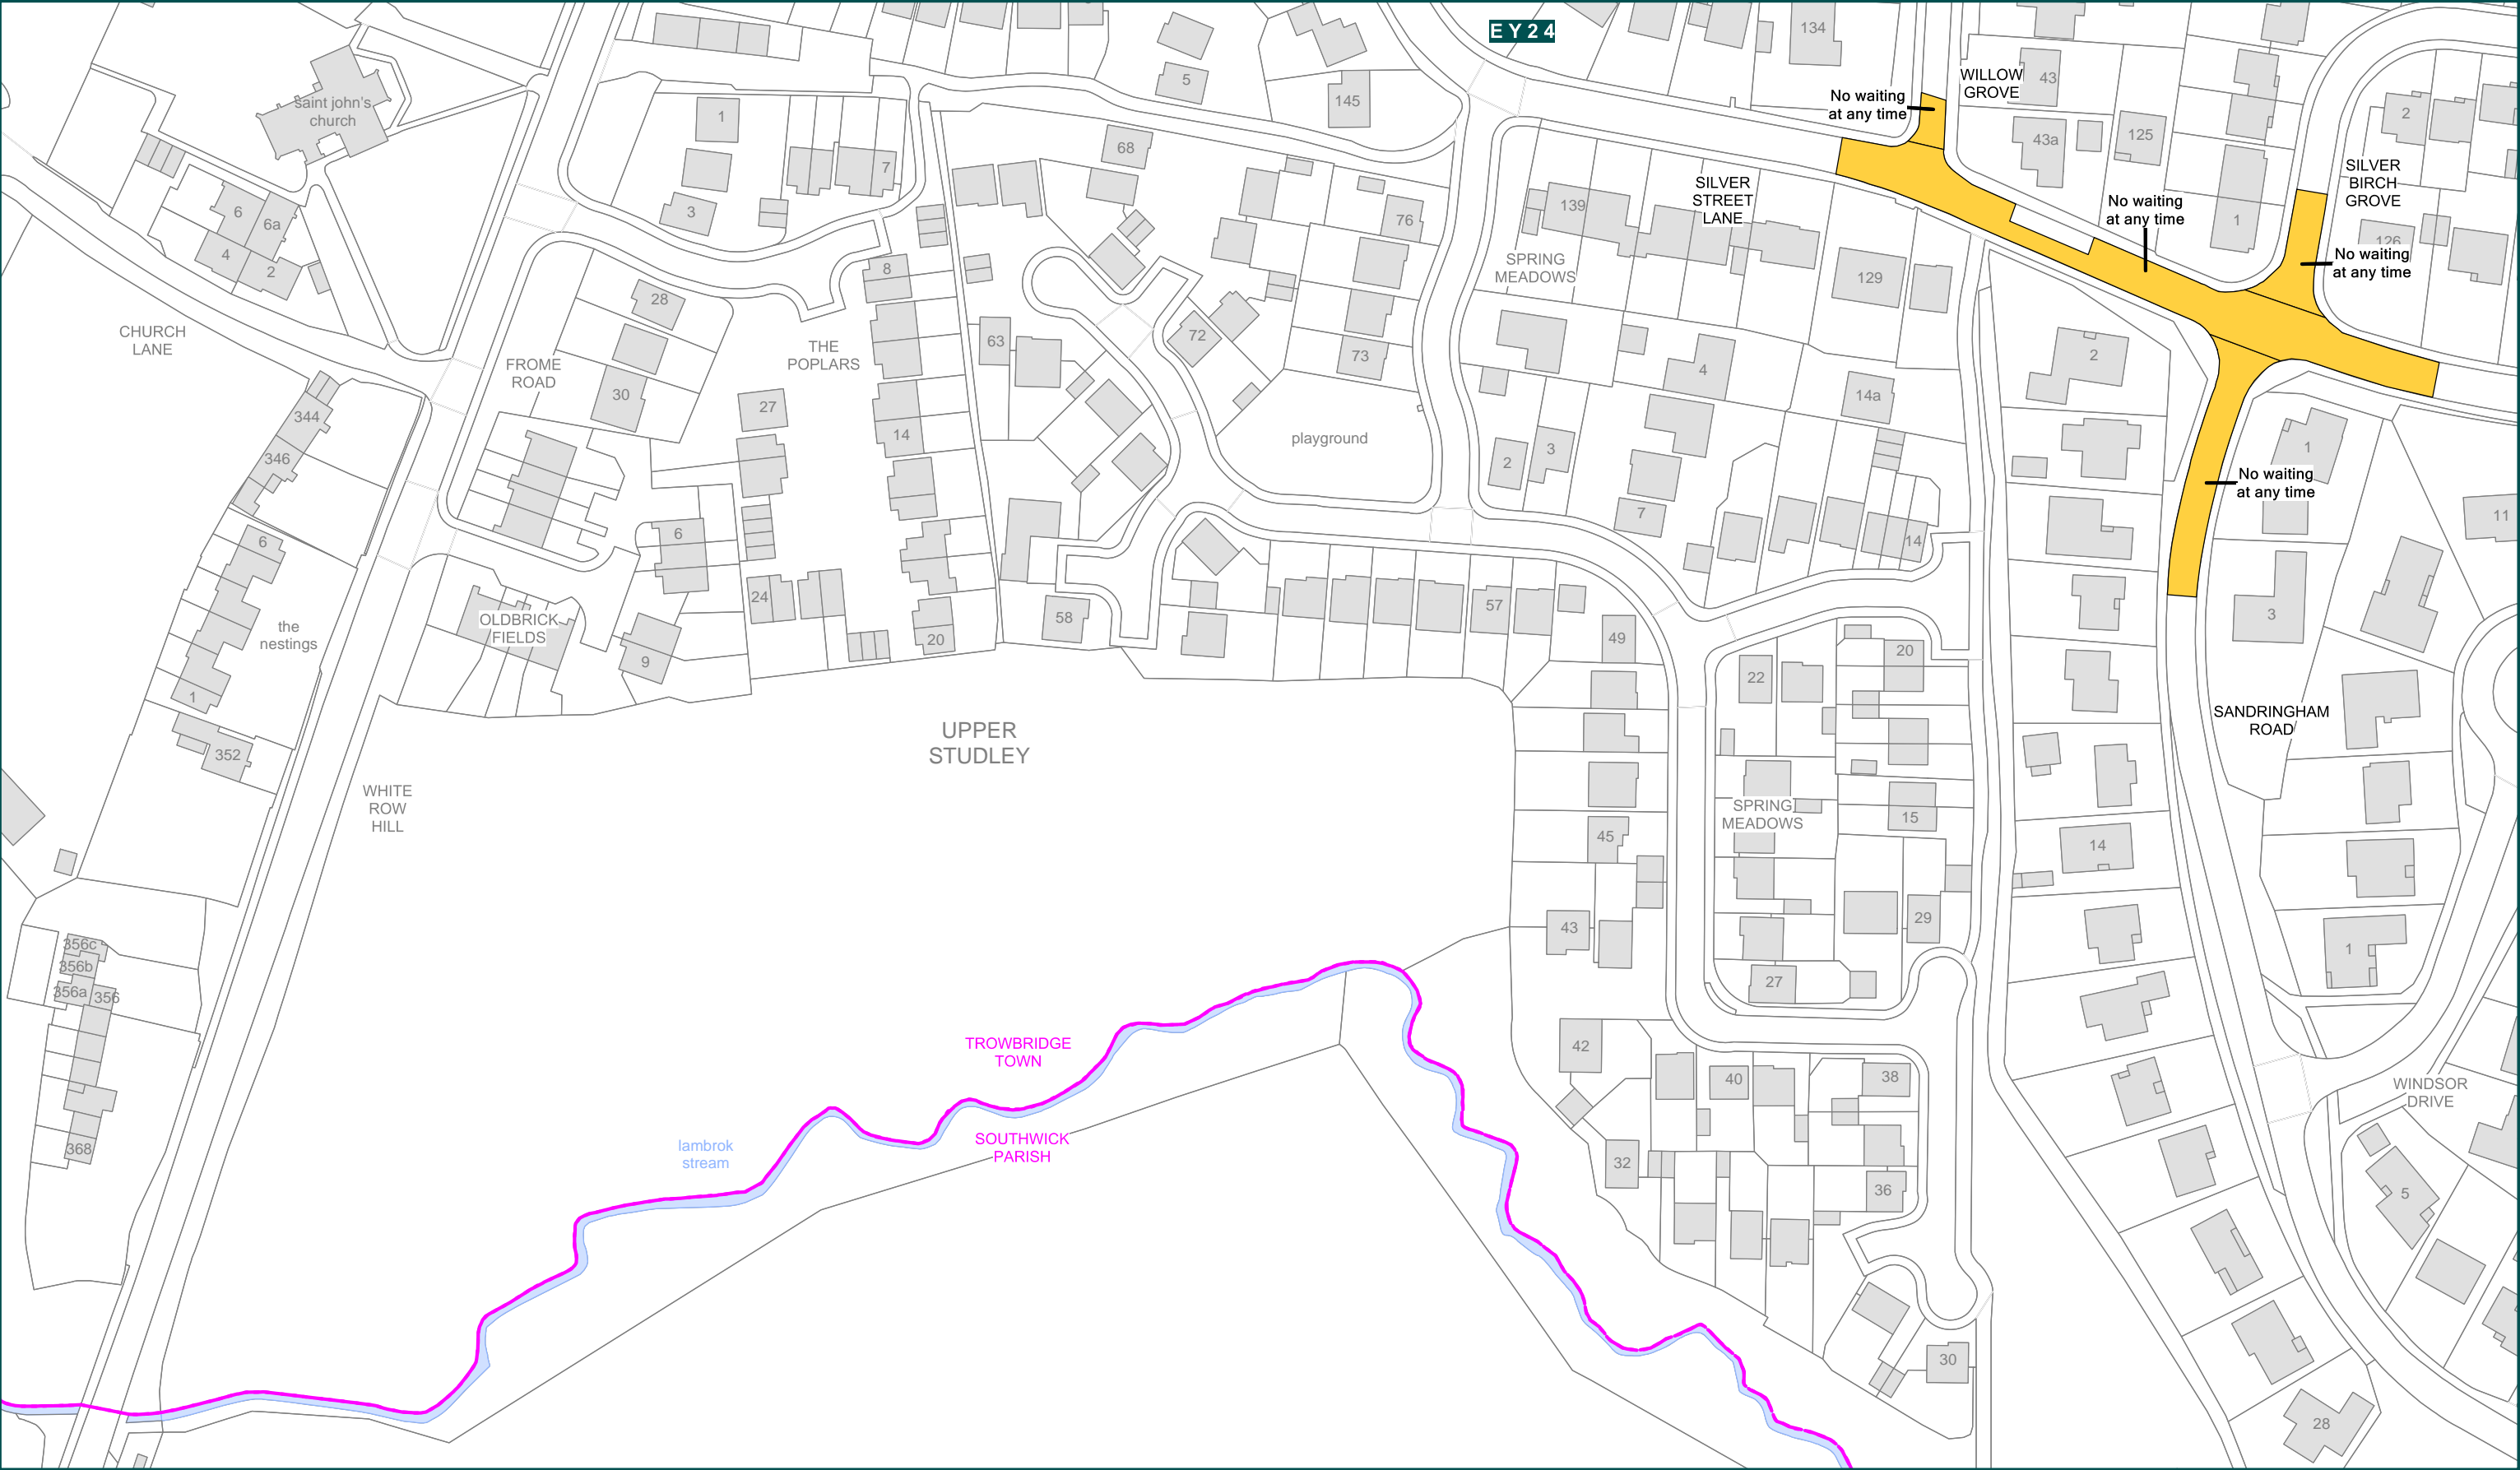 E Y 2 4
134
WILLOW
GROVE
43
No waiting
at any time
5
145
2
saint john's
church
1
68
43a
125
7
SILVER
BIRCH
GROVE
6
6a
3
76
139
SILVER
STREET
LANE
No waiting
at any time
1
126
4
2
8
SPRING
MEADOWS
129
No waiting
at any time
28
CHURCH
LANE
THE
POPLARS
63
72
73
4
2
FROME
ROAD
30
27
14a
344
14
playground
346
2
3
1
No waiting
at any time
7
11
6
6
14
the
nestings
OLDBRICK
FIELDS
24
58
57
49
3
9
20
20
1
22
352
UPPER
STUDLEY
SANDRINGHAM
ROAD
WHITE
ROW
HILL
SPRING
MEADOWS
15
45
14
43
29
356c
356b
356a
356
27
1
TROWBRIDGE
TOWN
42
40
38
WINDSOR
DRIVE
368
lambrok
stream
SOUTHWICK
PARISH
32
36
5
30
28